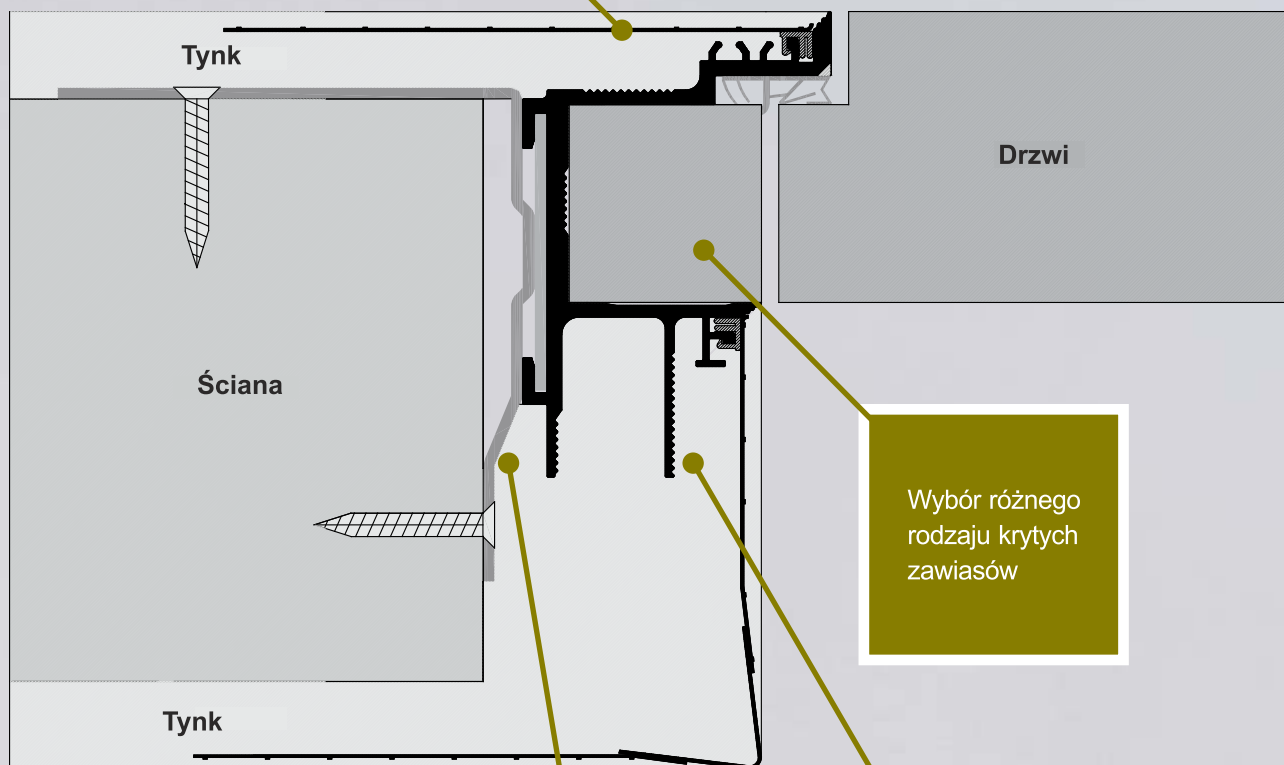 Tynk
Drzwi
Ściana
Wybór różnego
rodzaju krytych
zawiasów
Tynk